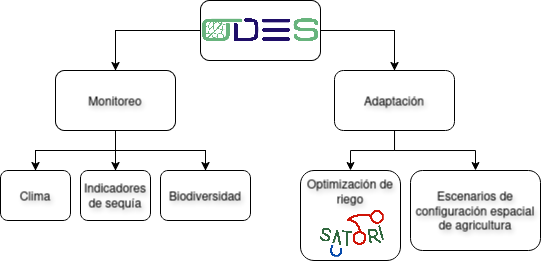 ODES
Monitoreo
Adaptación
Clima
Indicadores
de sequía
Biodiversidad
Optimización de
riego
SATORI
Escenarios de
configuración espacial
de agricultura